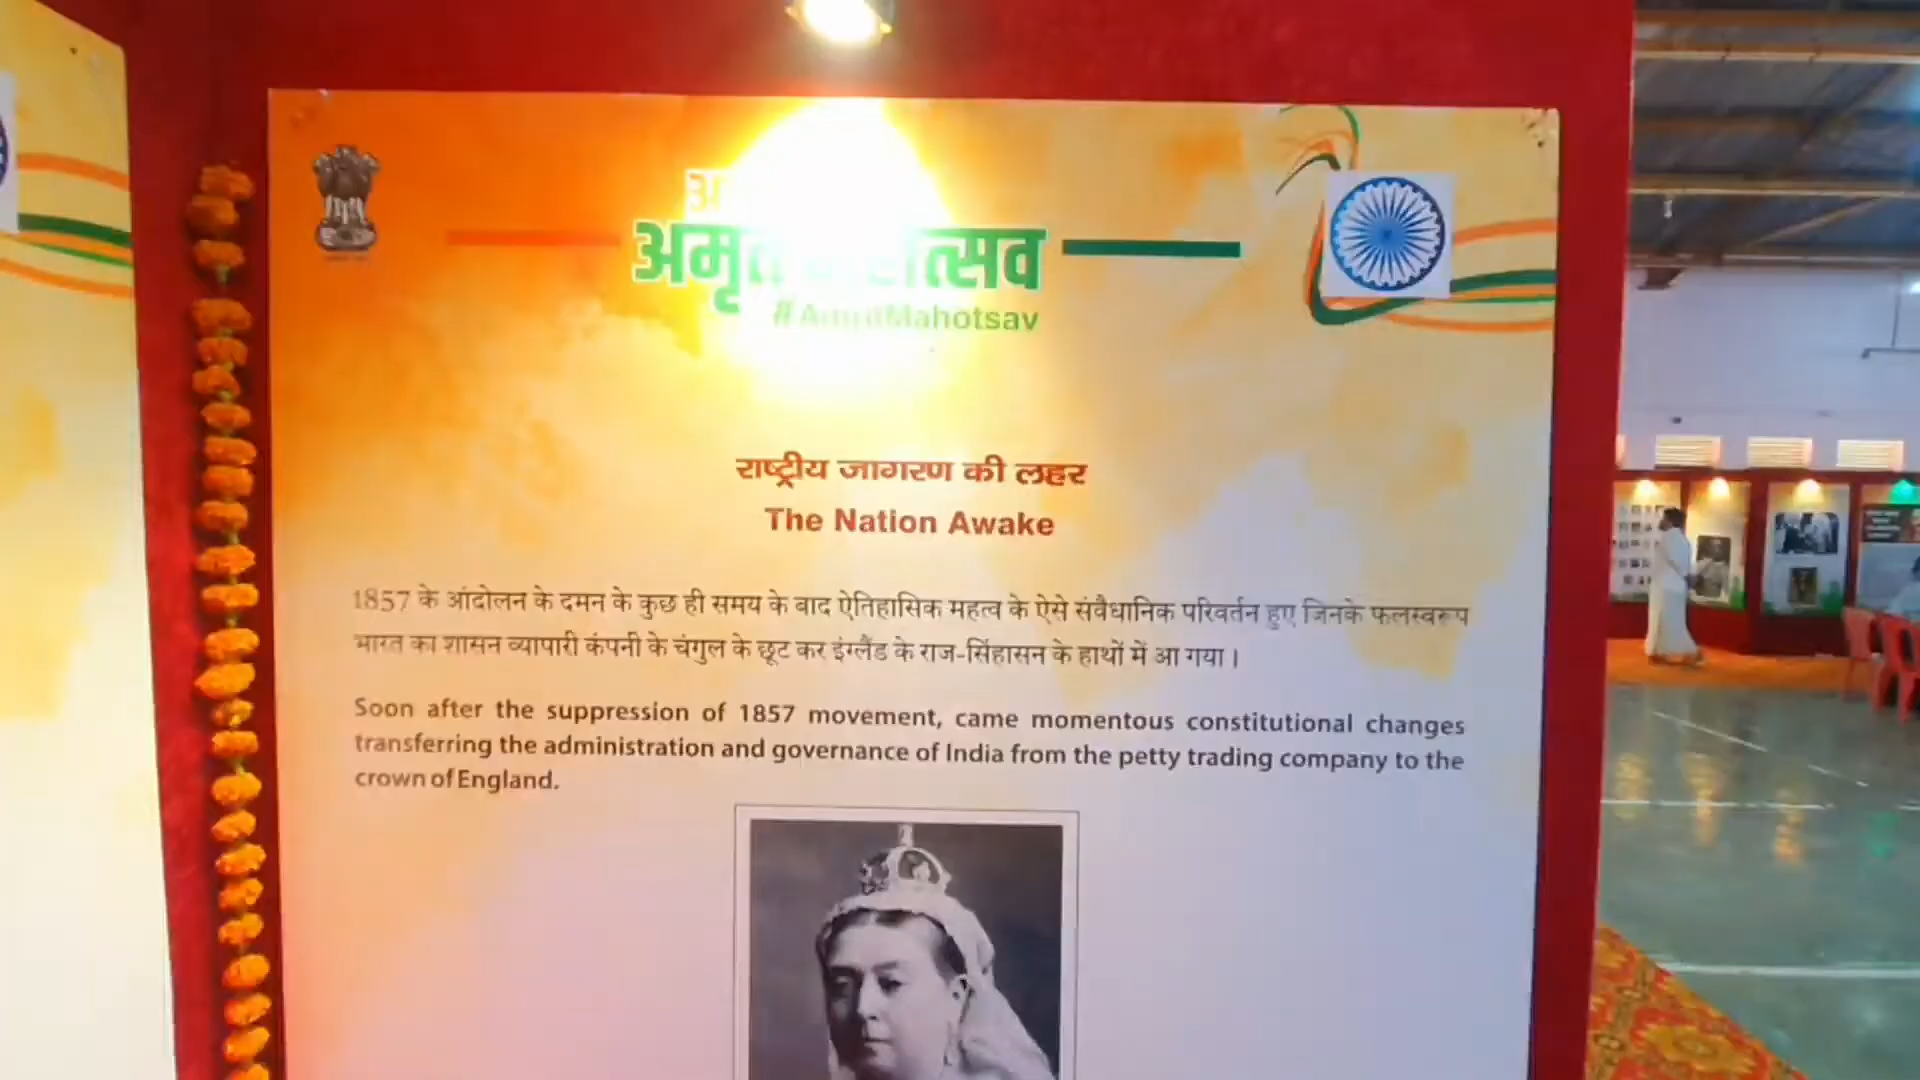 अमृत महोत्सव
#AmritMahotsav
राष्ट्रीय जागरण की लहर
The Nation Awake
1857 के आंदोलन के दमन के कुछ ही समय के बाद ऐतिहासिक महत्व के ऐसे संवैधानिक परिवर्तन हुए जिनके फलस्वरूप
भारत का शासन व्यापारी कंपनी के चंगुल के छूट कर इंग्लैंड के राज-सिंहासन के हाथों में आ गया।
Soon after the suppression of 1857 movement, came momentous constitutional changes
transferring the administration and governance of India from the petty trading company to the
crown of England.